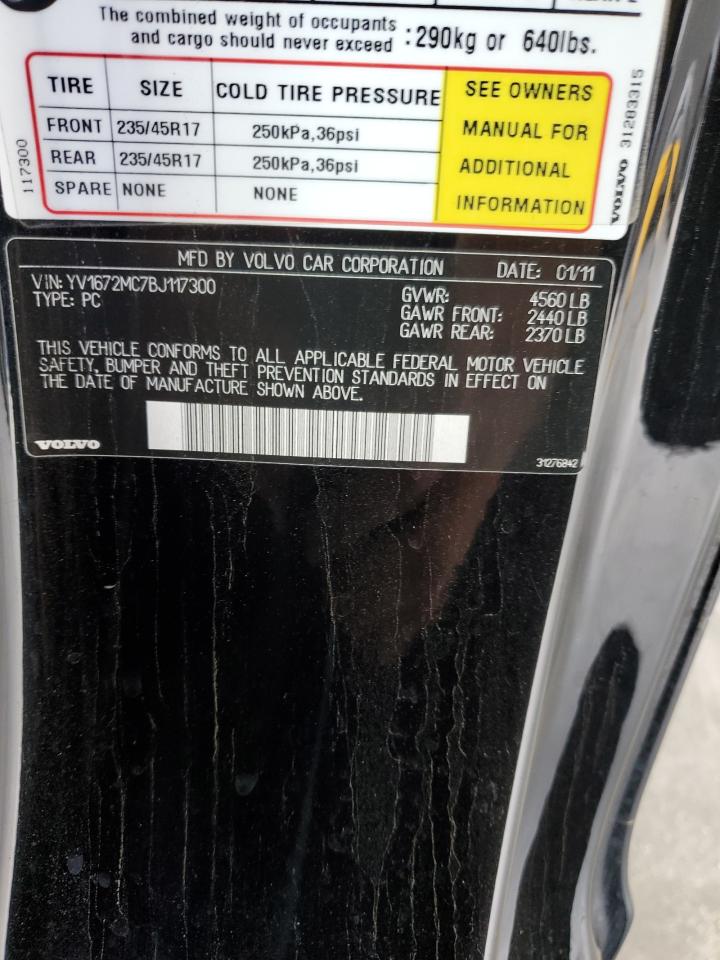 The combined weight of occupants
and cargo should never exceed : 290kg or 640lbs.
TIRE SIZE COLD TIRE PRESSURE SEE OWNERS
FRONT 235/45R17 250kPa,36psi MANUAL FOR
REAR 235/45R17 250kPa,36psi ADDITIONAL
SPARE NONE NONE INFORMATION
117300
VOLVO 31283315
MFD BY VOLVO CAR CORPORATION DATE: 01/11
VIN: YV1672MC7BJ117300
TYPE: PC
GVWR: 4560 LB
GAWR FRONT: 2440 LB
GAWR REAR: 2370 LB
THIS VEHICLE CONFORMS TO ALL APPLICABLE FEDERAL MOTOR VEHICLE
SAFETY, BUMPER AND THEFT PREVENTION STANDARDS IN EFFECT ON
THE DATE OF MANUFACTURE SHOWN ABOVE.
VOLVO
31276842